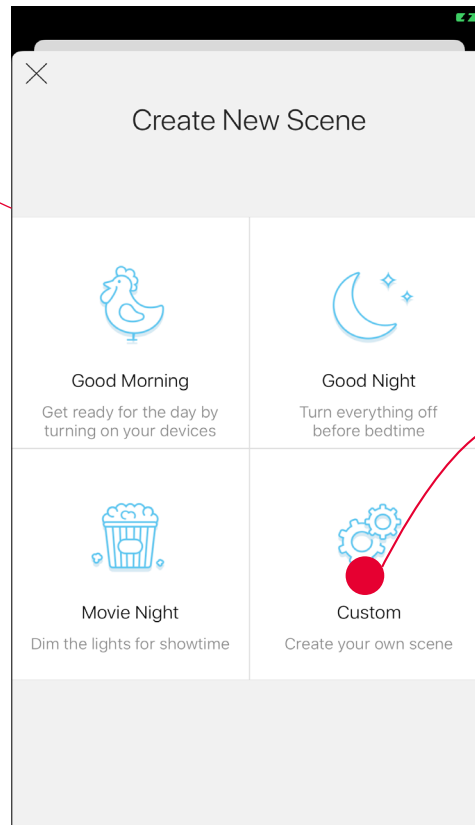 Create New Scene
Good Morning
Get ready for the day by
turning on your devices
Good Night
Turn everything off
before bedtime
Movie Night
Dim the lights for showtime
Custom
Create your own scene